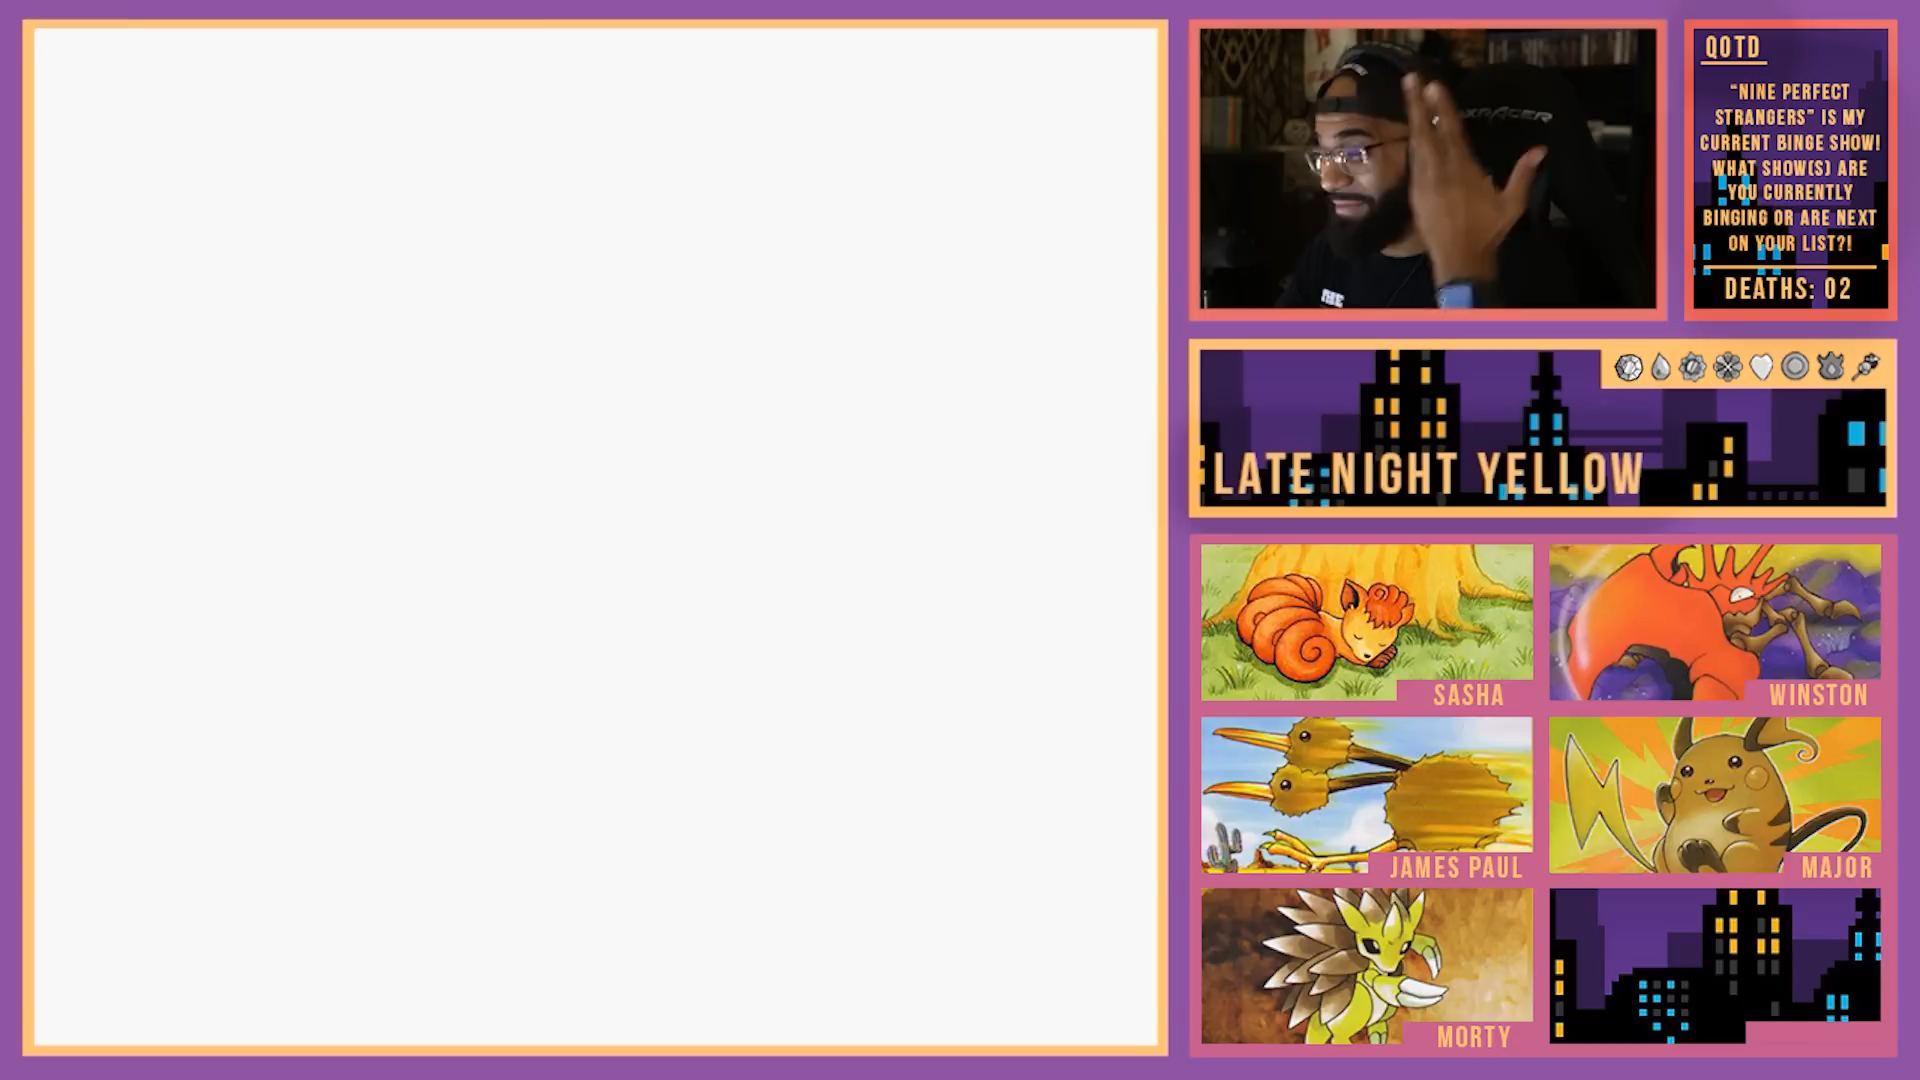 QOTD
“NINE PERFECT
STRANGERS” IS MY
CURRENT BINGE SHOW!
WHAT SHOW(S) ARE
YOU CURRENTLY
BINGING OR ARE NEXT
ON YOUR LIST?!
DEATHS: 02
LATE NIGHT YELLOW
SASHA
WINSTON
JAMES PAUL
MAJOR
MORTY